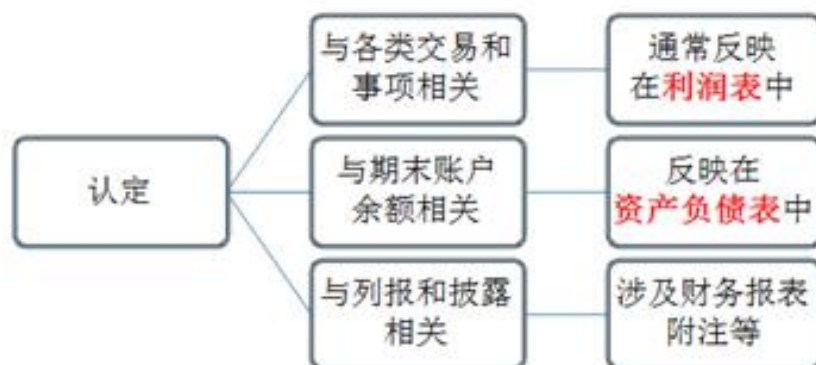 认定
与各类交易和
事项相关
通常反映
在利润表中
与期末账户
余额相关
反映在
资产负债表中
与列报和披露
相关
涉及财务报表
附注等